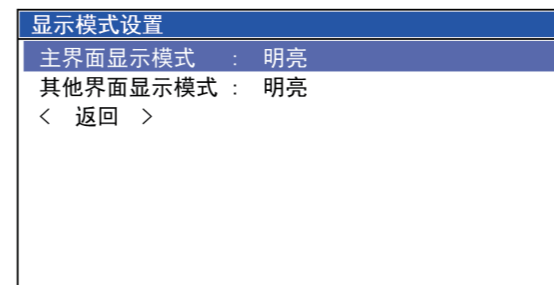 显示模式设置
主界面显示模式 : 明亮
其他界面显示模式 : 明亮
< 返回 >